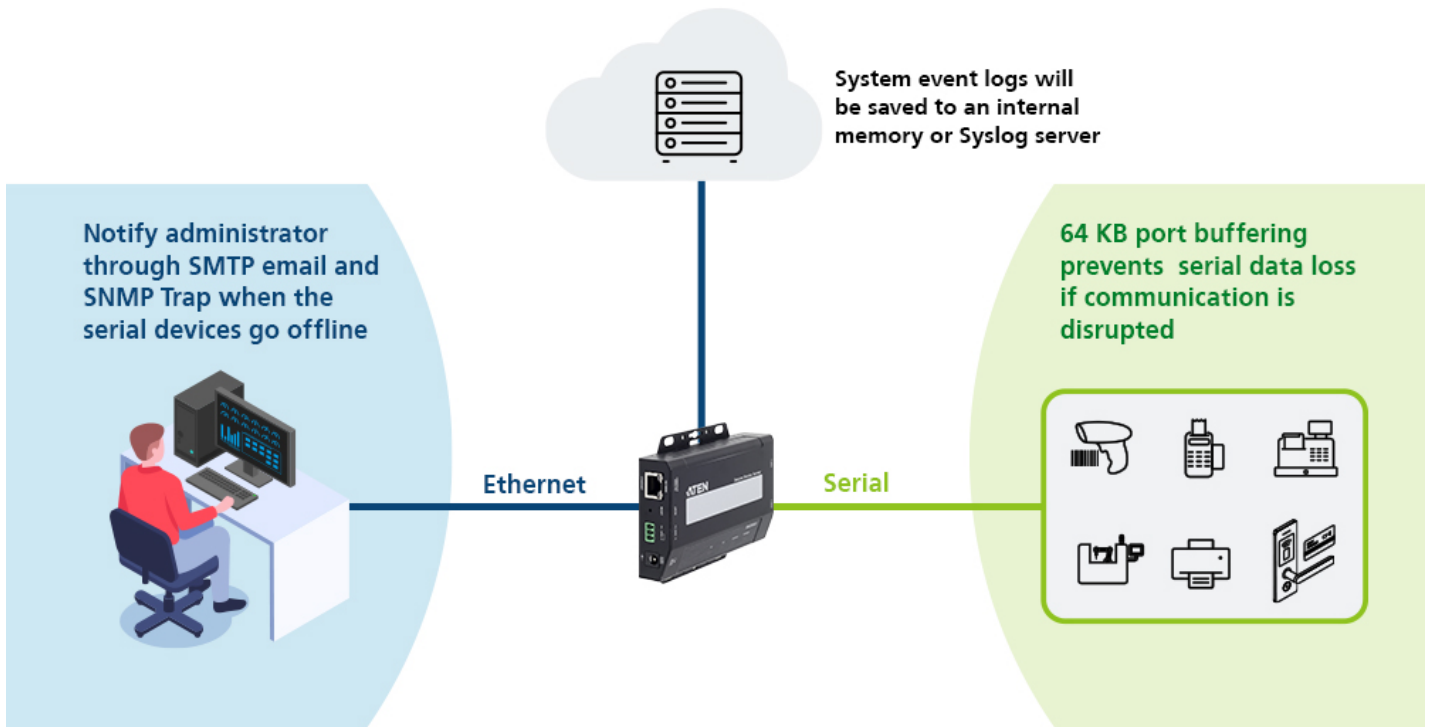 System event logs will
be saved to an internal
memory or Syslog server
Notify administrator
through SMTP email and
SNMP Trap when the
serial devices go offline
64 KB port buffering
prevents serial data loss
if communication is
disrupted
Ethernet
ATEN
Serial